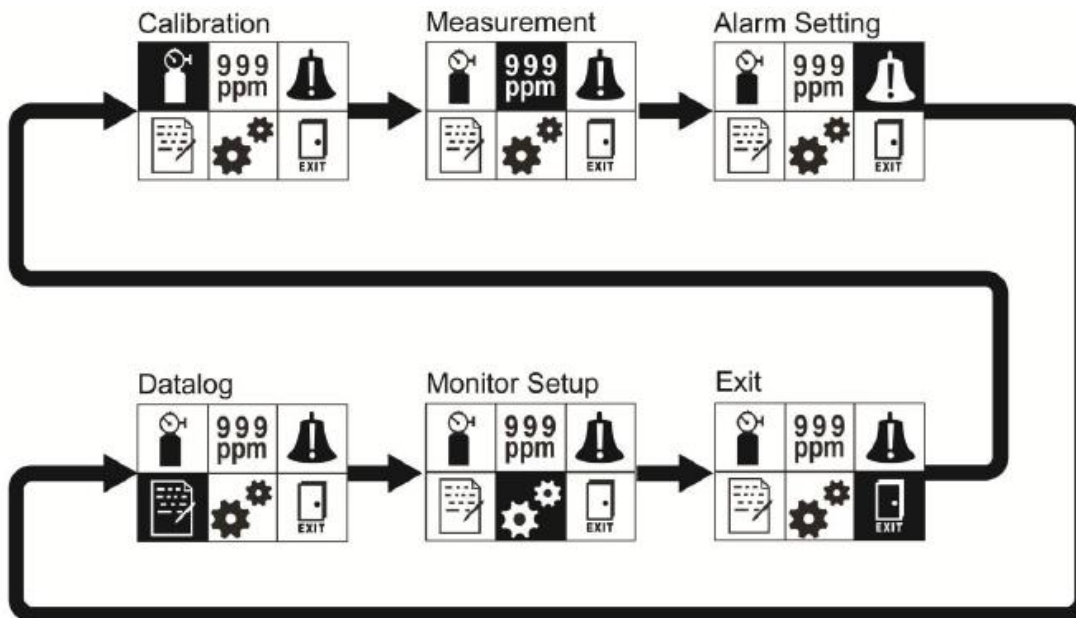 Calibration
Measurement
Alarm Setting
999
ppm
999
ppm
999
ppm
EXIT
EXIT
EXIT
Datalog
Monitor Setup
Exit
999
ppm
999
ppm
999
ppm
EXIT
EXIT
EXIT